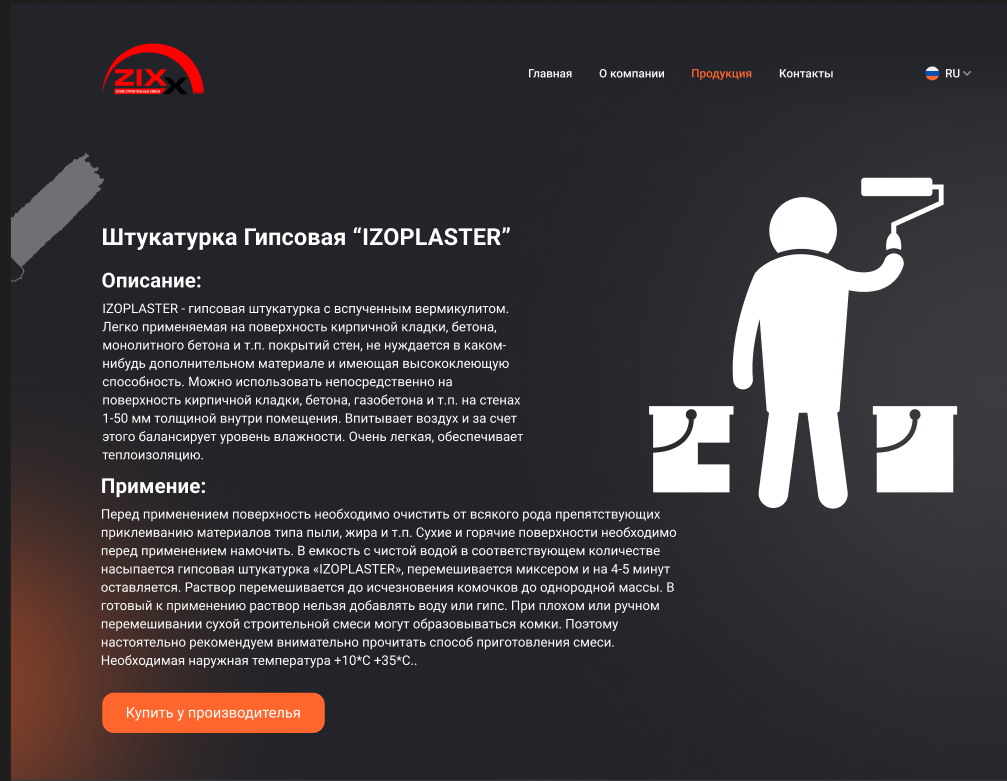 ZIXX
СУХИЕ СТРОИТЕЛЬНЫЕ СМЕСИ
Главная О компании Продукция Контакты RU
Штукатурка Гипсовая “IZOPLASTER”
Описание:
IZOPLASTER - гипсовая штукатурка с вспученным вермикулитом.
Легко применяемая на поверхность кирпичной кладки, бетона,
монолитного бетона и т.п. покрытий стен, не нуждается в каком-
нибудь дополнительном материале и имеющая высококлеющую
способность. Можно использовать непосредственно на
поверхность кирпичной кладки, бетона, газобетона и т.п. на стенах
1-50 мм толщиной внутри помещения. Впитывает воздух и за счет
этого балансирует уровень влажности. Очень легкая, обеспечивает
теплоизоляцию.
Примение:
Перед применением поверхность необходимо очистить от всякого рода препятствующих
приклеиванию материалов типа пыли, жира и т.п. Сухие и горячие поверхности необходимо
перед применением намочить. В емкость с чистой водой в соответствующем количестве
насыпается гипсовая штукатурка «IZOPLASTER», перемешивается миксером и на 4-5 минут
оставляется. Раствор перемешивается до исчезновения комочков до однородной массы. В
готовый к применению раствор нельзя добавлять воду или гипс. При плохом или ручном
перемешивании сухой строительной смеси могут образовываться комки. Поэтому
настоятельно рекомендуем внимательно прочитать способ приготовления смеси.
Необходимая наружная температура +10*С +35*С..
Купить у производителья